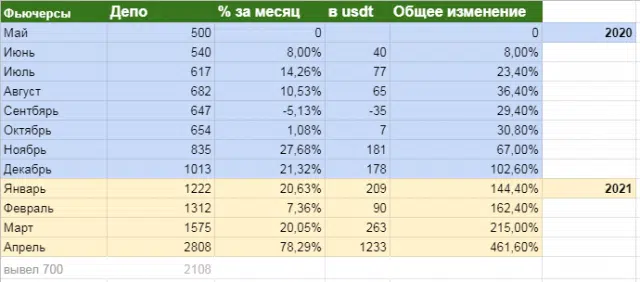 Фьючерсы Депо % за месяц в usdt Общее изменение
Май 500 0 0 2020
Июнь 540 8,00% 40 8,00%
Июль 617 14,26% 77 23,40%
Август 682 10,53% 65 36,40%
Сентбярь 647 -5,13% -35 29,40%
Октябрь 654 1,08% 7 30,80%
Ноябрь 835 27,68% 181 67,00%
Декабрь 1013 21,32% 178 102,60%
Январь 1222 20,63% 209 144,40% 2021
Февраль 1312 7,36% 90 162,40%
Март 1575 20,05% 263 215,00%
Апрель 2808 78,29% 1233 461,60%
вывел 700 2108